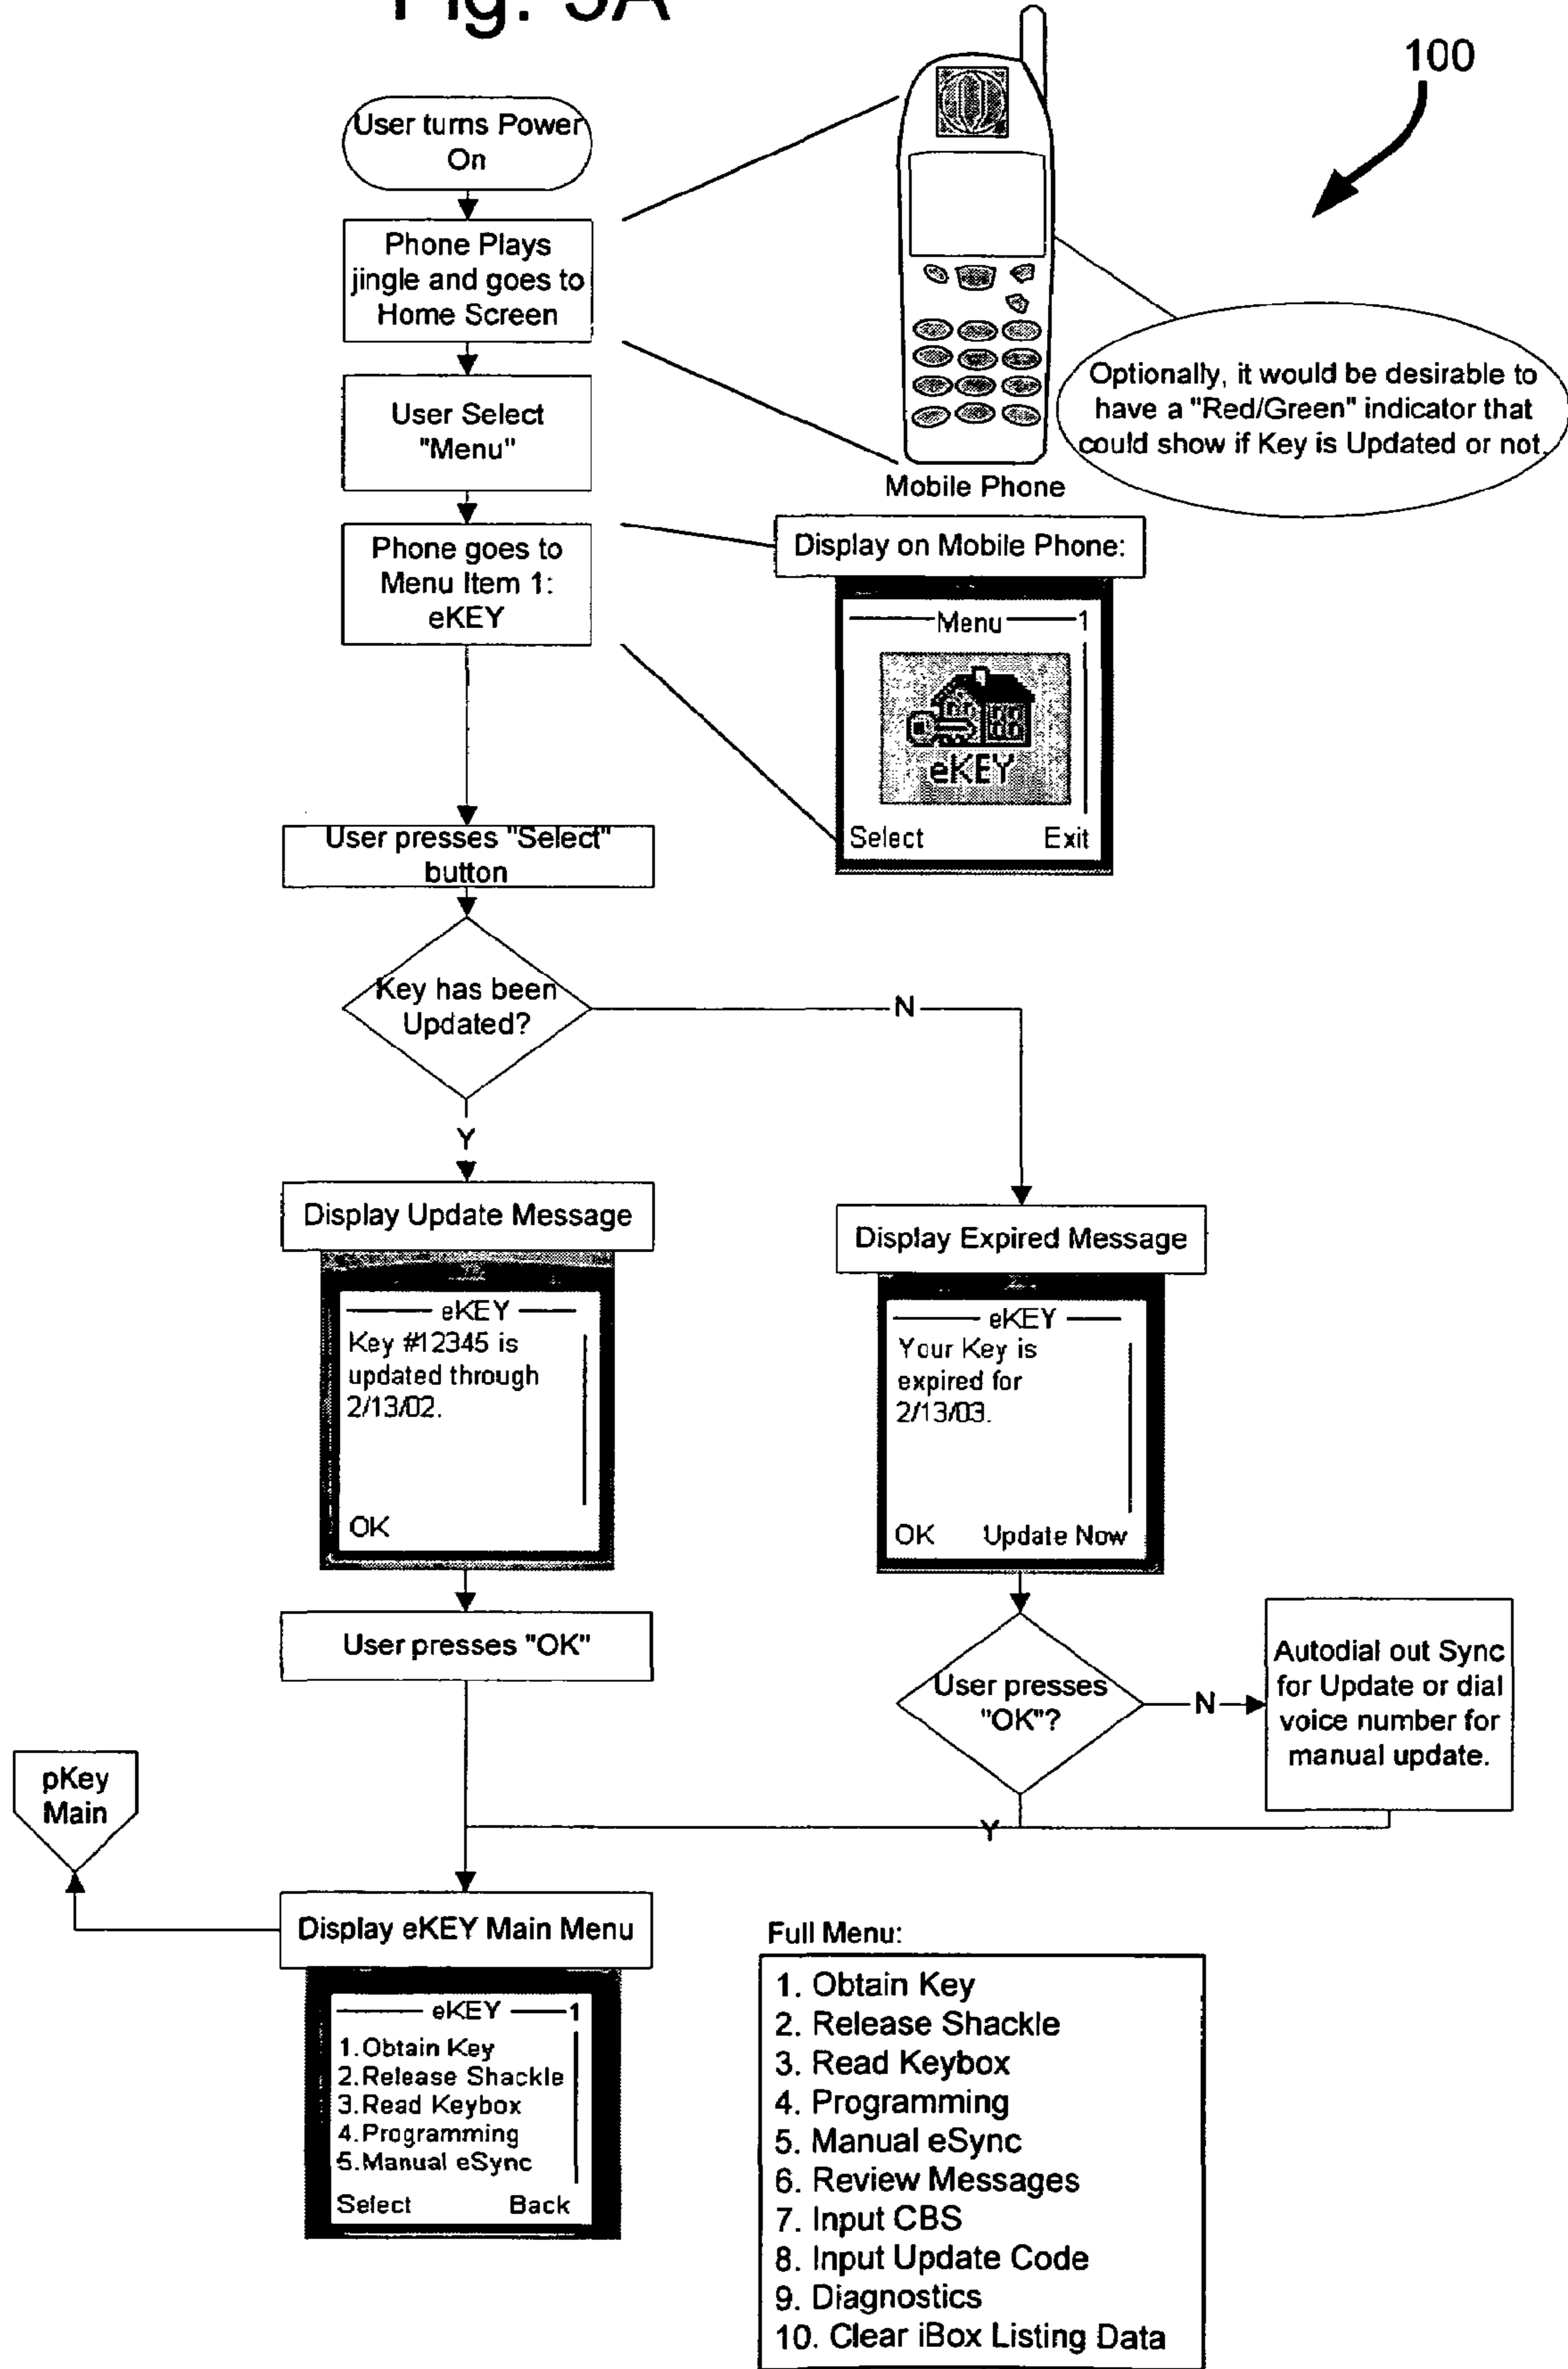 Fig. 3A
100
User turns Power
On
Phone Plays
jingle and goes to
Home Screen
User Select
"Menu"
Phone goes to
Menu Item 1:
eKEY
Optionally, it would be desirable to
have a "Red/Green" indicator that
could show if Key is Updated or not.
Mobile Phone
Display on Mobile Phone:
Menu 1
eKEY
Select Exit
User presses "Select"
button
Key has been
Updated?
N
Y
Display Update Message
eKEY
Key #12345 is
updated through
2/13/02.
OK
Display Expired Message
eKEY
Your Key is
expired for
2/13/03.
OK Update Now
User presses "OK"
User presses
"OK"?
N
Autodial out Sync
for Update or dial
voice number for
manual update.
Y
pKey
Main
Display eKEY Main Menu
eKEY 1
1.Obtain Key
2.Release Shackle
3.Read Keybox
4.Programming
5.Manual eSync
Select Back
Full Menu:
1. Obtain Key
2. Release Shackle
3. Read Keybox
4. Programming
5. Manual eSync
6. Review Messages
7. Input CBS
8. Input Update Code
9. Diagnostics
10. Clear iBox Listing Data